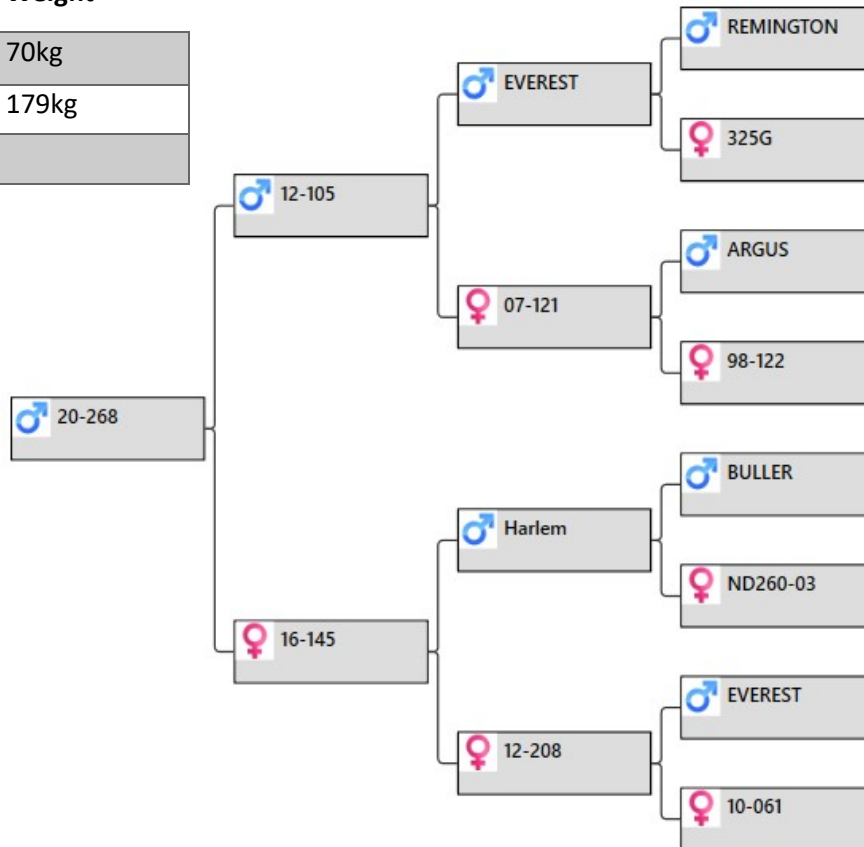 Weight
70kg
179kg
REMINGTON
EVEREST
325G
12-105
ARGUS
07-121
98-122
20-268
BULLER
Harlem
ND260-03
16-145
EVEREST
12-208
10-061